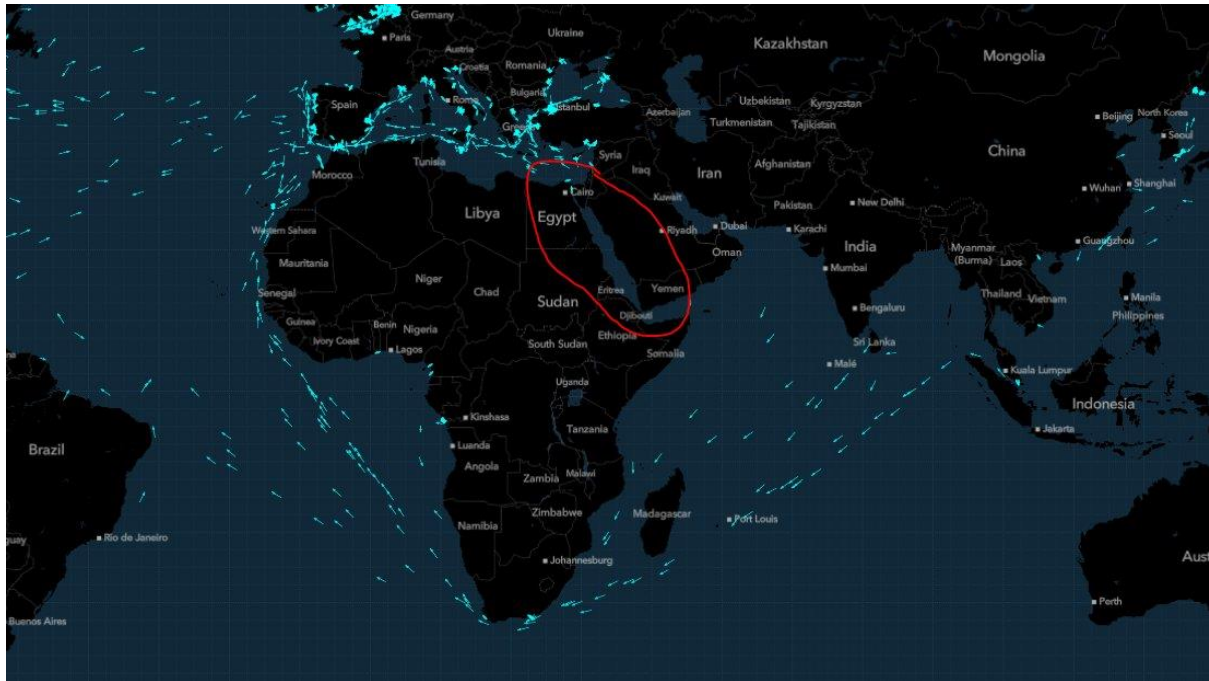 Germany
Ukraine
Paris
Kazakhstan
Mongolia
Austria
Croatia
Romania
Bulgaria
Rome
Spain
Istanbul
Greece
Azerbaijan
Uzbekistan
Kyrgyzstan
Turkmenistan
Tajikistan
Beijing
North Korea
Seoul
Tunisia
Syria
Iraq
Iran
Afghanistan
China
Morocco
Cairo
Kuwait
Pakistan
New Delhi
Wuhan
Shanghai
Libya
Egypt
Riyadh
Dubai
Karachi
Western Sahara
Oman
India
Guangzhou
Myanmar
(Burma)
Laos
Mauritania
Niger
Mumbai
Chad
Sudan
Eritrea
Yemen
Thailand
Vietnam
Manila
Philippines
Senegal
Bengaluru
Djibouti
Guinea
Benin
Nigeria
Ivory Coast
Ethiopia
South Sudan
Lagos
Somalia
Sri Lanka
Malé
Kuala Lumpur
Uganda
Kinshasa
Indonesia
Tanzania
Jakarta
Brazil
Luanda
Angola
Zambia
Malawi
Zimbabwe
Madagascar
Port Louis
Namibia
Rio de Janeiro
Johannesburg
guay
Aust
Perth
Buenos Aires